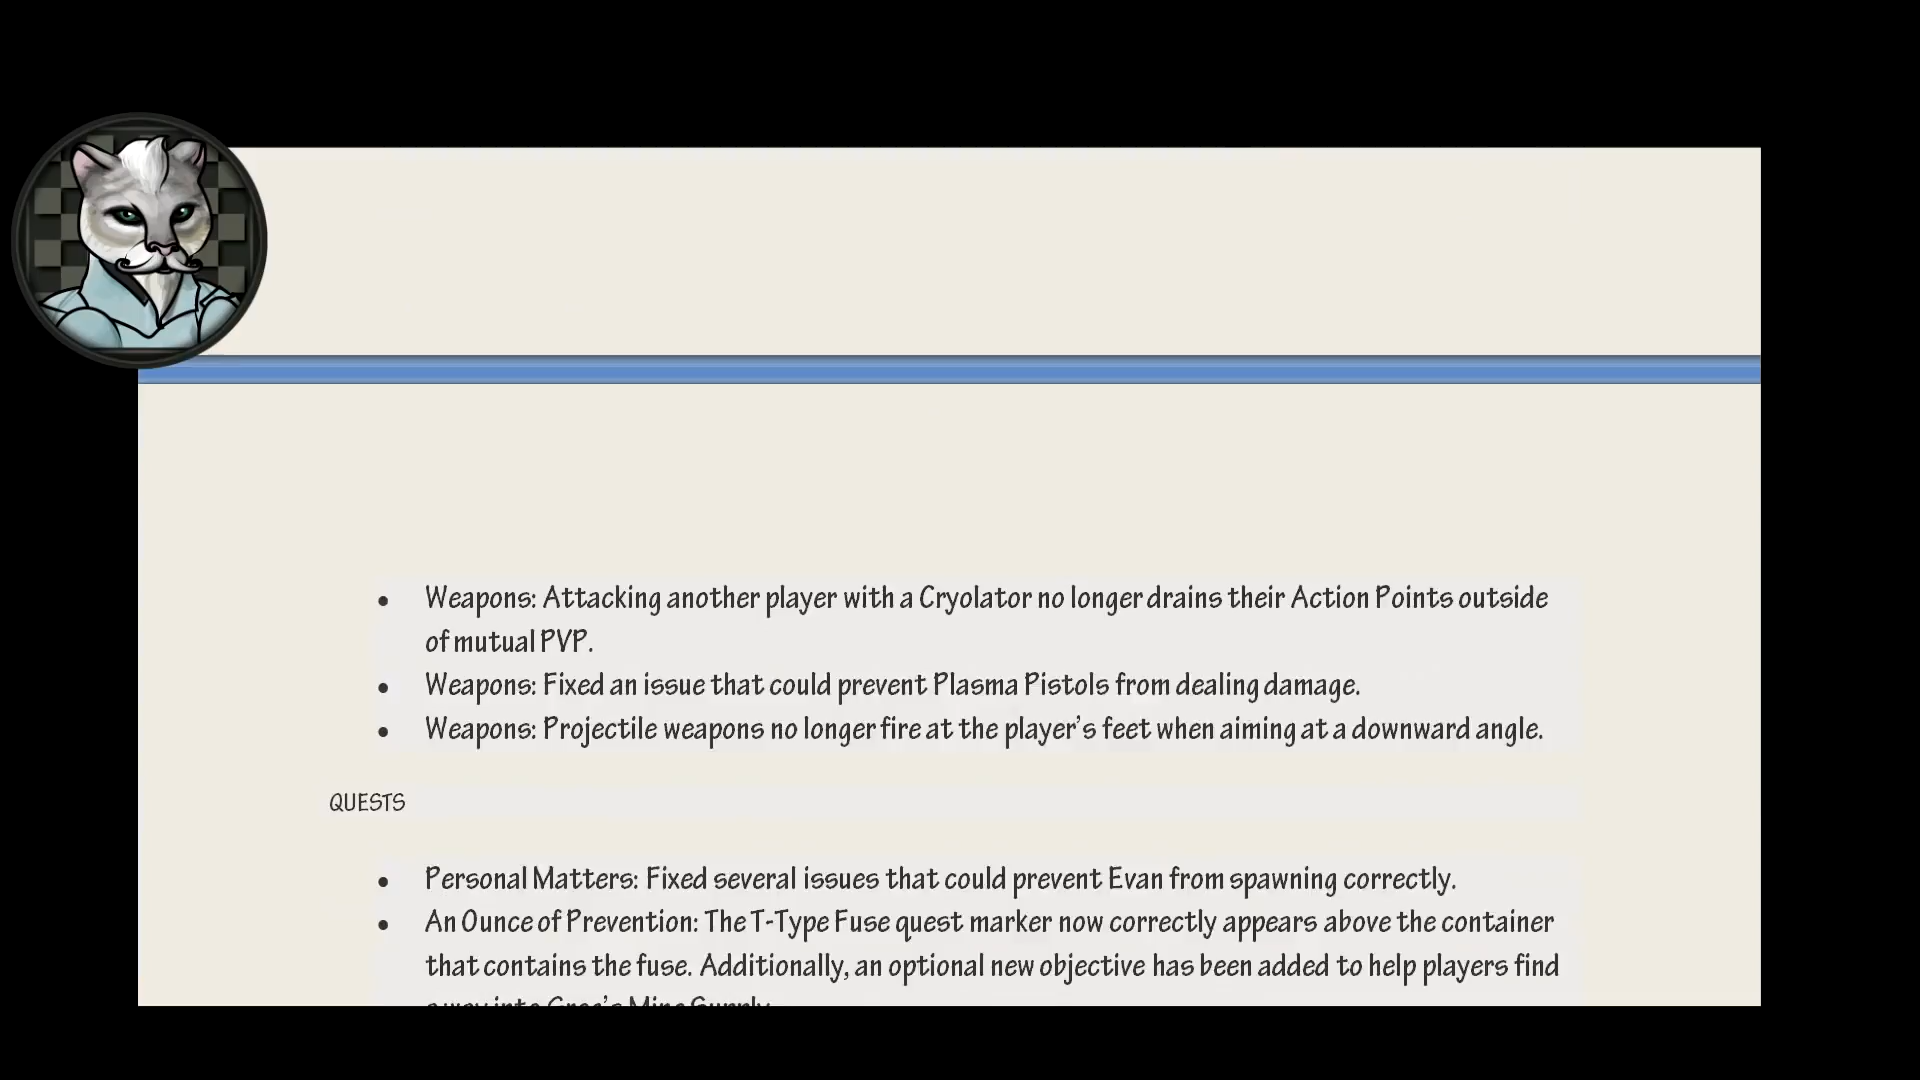 Weapons: Attacking another player with a Cryolator no longer drains their Action Points outside
of mutual PVP.
Weapons: Fixed an issue that could prevent Plasma Pistols from dealing damage.
Weapons: Projectile weapons no longer fire at the player's feet when aiming at a downward angle.
QUESTS
Personal Matters: Fixed several issues that could prevent Evan from spawning correctly.
An Ounce of Prevention: The T-Type Fuse quest marker now correctly appears above the container
that contains the fuse. Additionally, an optional new objective has been added to help players find